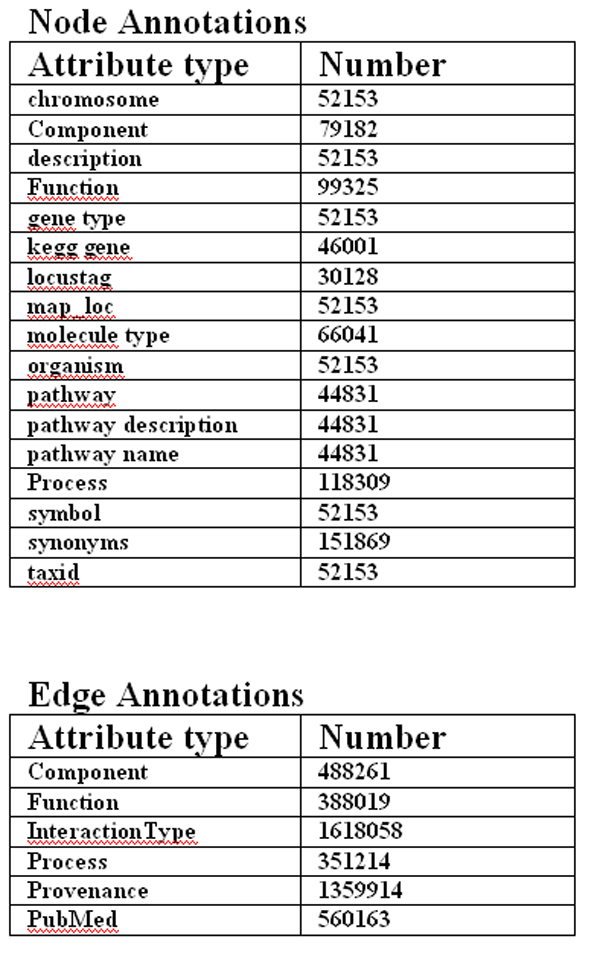 Node Annotations
Attribute type Number
chromosome 52153
Component 79182
description 52153
Function 99325
gene type 52153
kegg gene 46001
locustag 30128
map_loc 52153
molecule type 66041
organism 52153
pathway 44831
pathway description 44831
pathway name 44831
Process 118309
symbol 52153
synonyms 151869
taxid 52153
Edge Annotations
Attribute type Number
Component 488261
Function 388019
InteractionType 1618058
Process 351214
Provenance 1359914
PubMed 560163